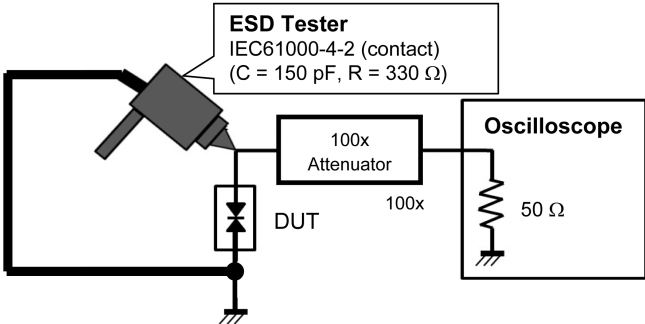 ESD Tester
IEC61000-4-2 (contact)
(C = 150 pF, R = 330 Ω)
100x
Attenuator
100x
Oscilloscope
50 Ω
DUT